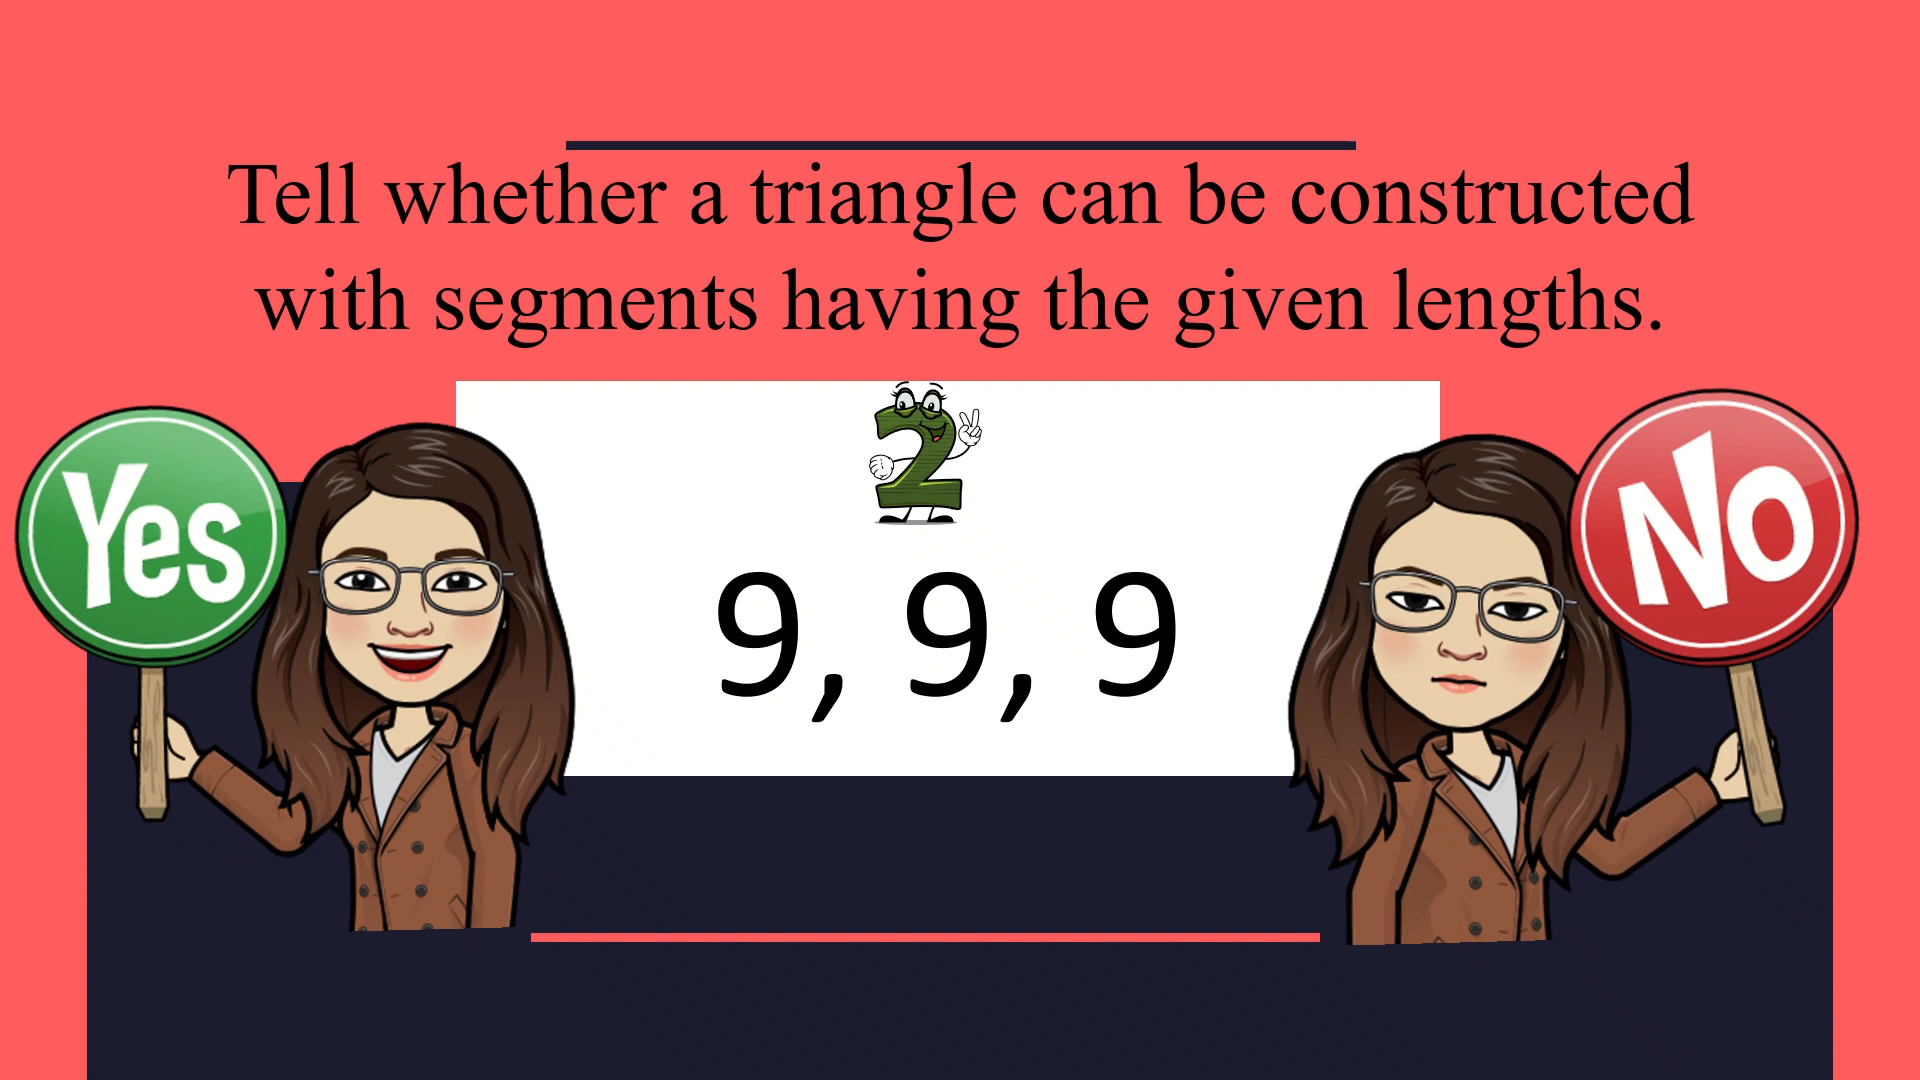 Tell whether a triangle can be constructed
with segments having the given lengths.
2
Yes
No
9, 9, 9